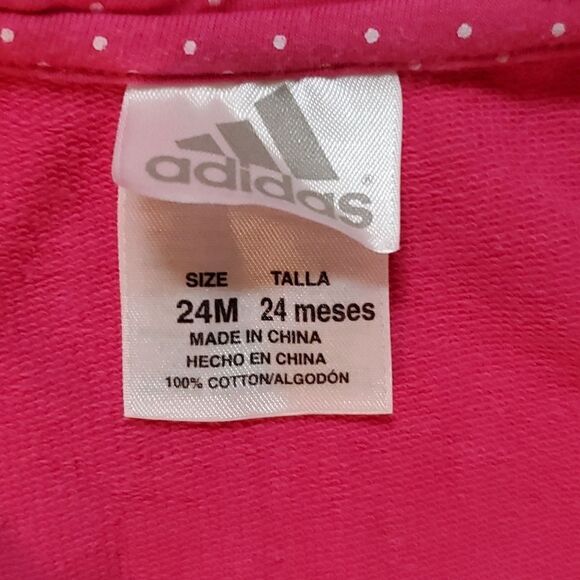 adidas®
SIZE TALLA
24M 24 meses
MADE IN CHINA
HECHO EN CHINA
100% COTTON/ALGODÓN